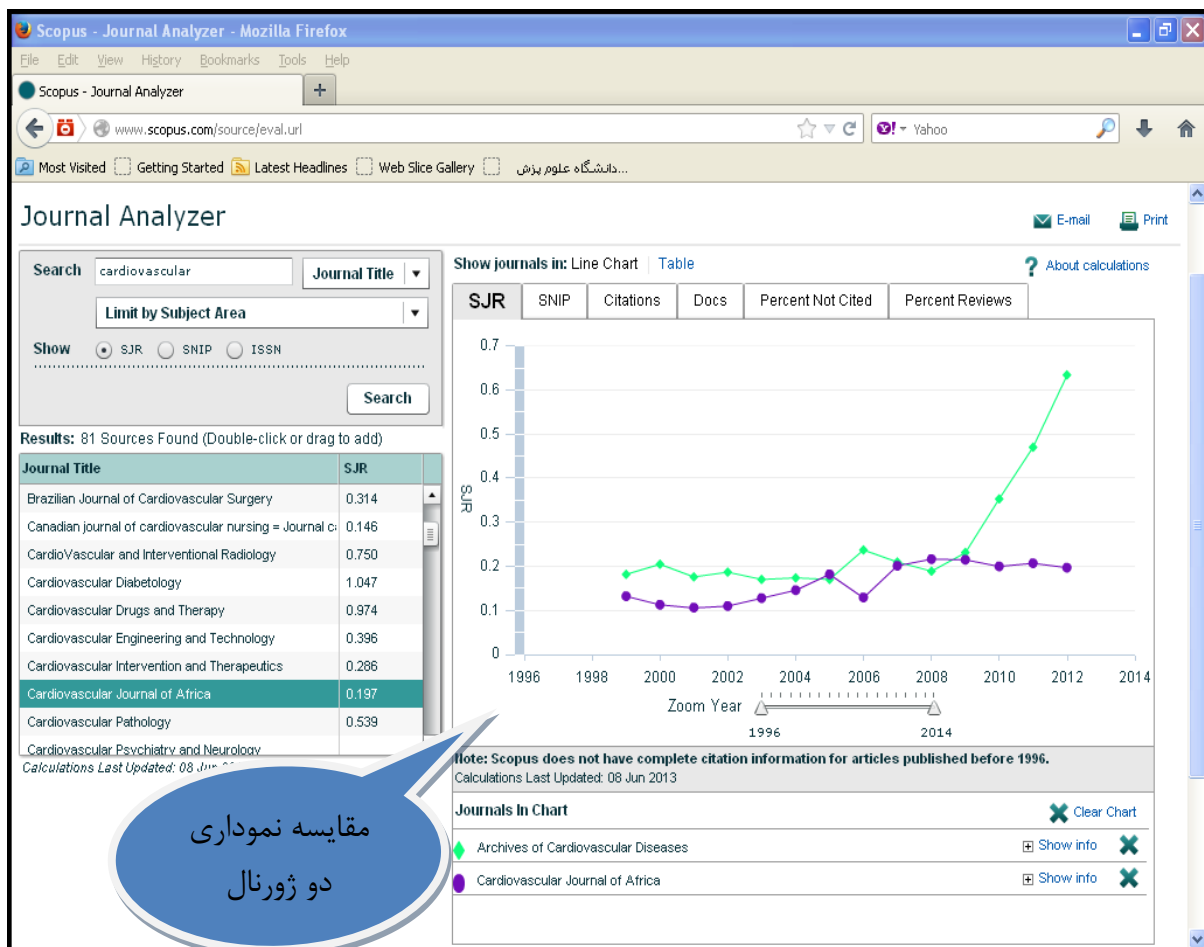 Scopus - Journal Analyzer - Mozilla Firefox
File Edit View History Bookmarks Tools Help
Scopus - Journal Analyzer +
www.scopus.com/source/eval.url Yahoo
Most Visited Getting Started Latest Headlines Web Slice Gallery دانشگاه علوم پزش...
Journal Analyzer
E-mail Print
Search cardiovascular Journal Title
Limit by Subject Area
Show SJR SNIP ISSN
Search
Results: 81 Sources Found (Double-click or drag to add)
Journal Title SJR
Brazilian Journal of Cardiovascular Surgery 0.314
Canadian journal of cardiovascular nursing = Journal c 0.146
CardioVascular and Interventional Radiology 0.750
Cardiovascular Diabetology 1.047
Cardiovascular Drugs and Therapy 0.974
Cardiovascular Engineering and Technology 0.396
Cardiovascular Intervention and Therapeutics 0.286
Cardiovascular Journal of Africa 0.197
Cardiovascular Pathology 0.539
Cardiovascular Psychiatry and Neurology
Calculations Last Updated: 08 Jun
Show journals in: Line Chart Table
? About calculations
SJR SNIP Citations Docs Percent Not Cited Percent Reviews
0.7
0.6
0.5
0.4
0.3
0.2
0.1
0
SJR
1996 1998 2000 2002 2004 2006 2008 2010 2012 2014
Zoom Year
1996 2014
Note: Scopus does not have complete citation information for articles published before 1996.
Calculations Last Updated: 08 Jun 2013
Journals In Chart Clear Chart
Archives of Cardiovascular Diseases Show info
Cardiovascular Journal of Africa Show info
مقایسه نموداری
دو ژورنال